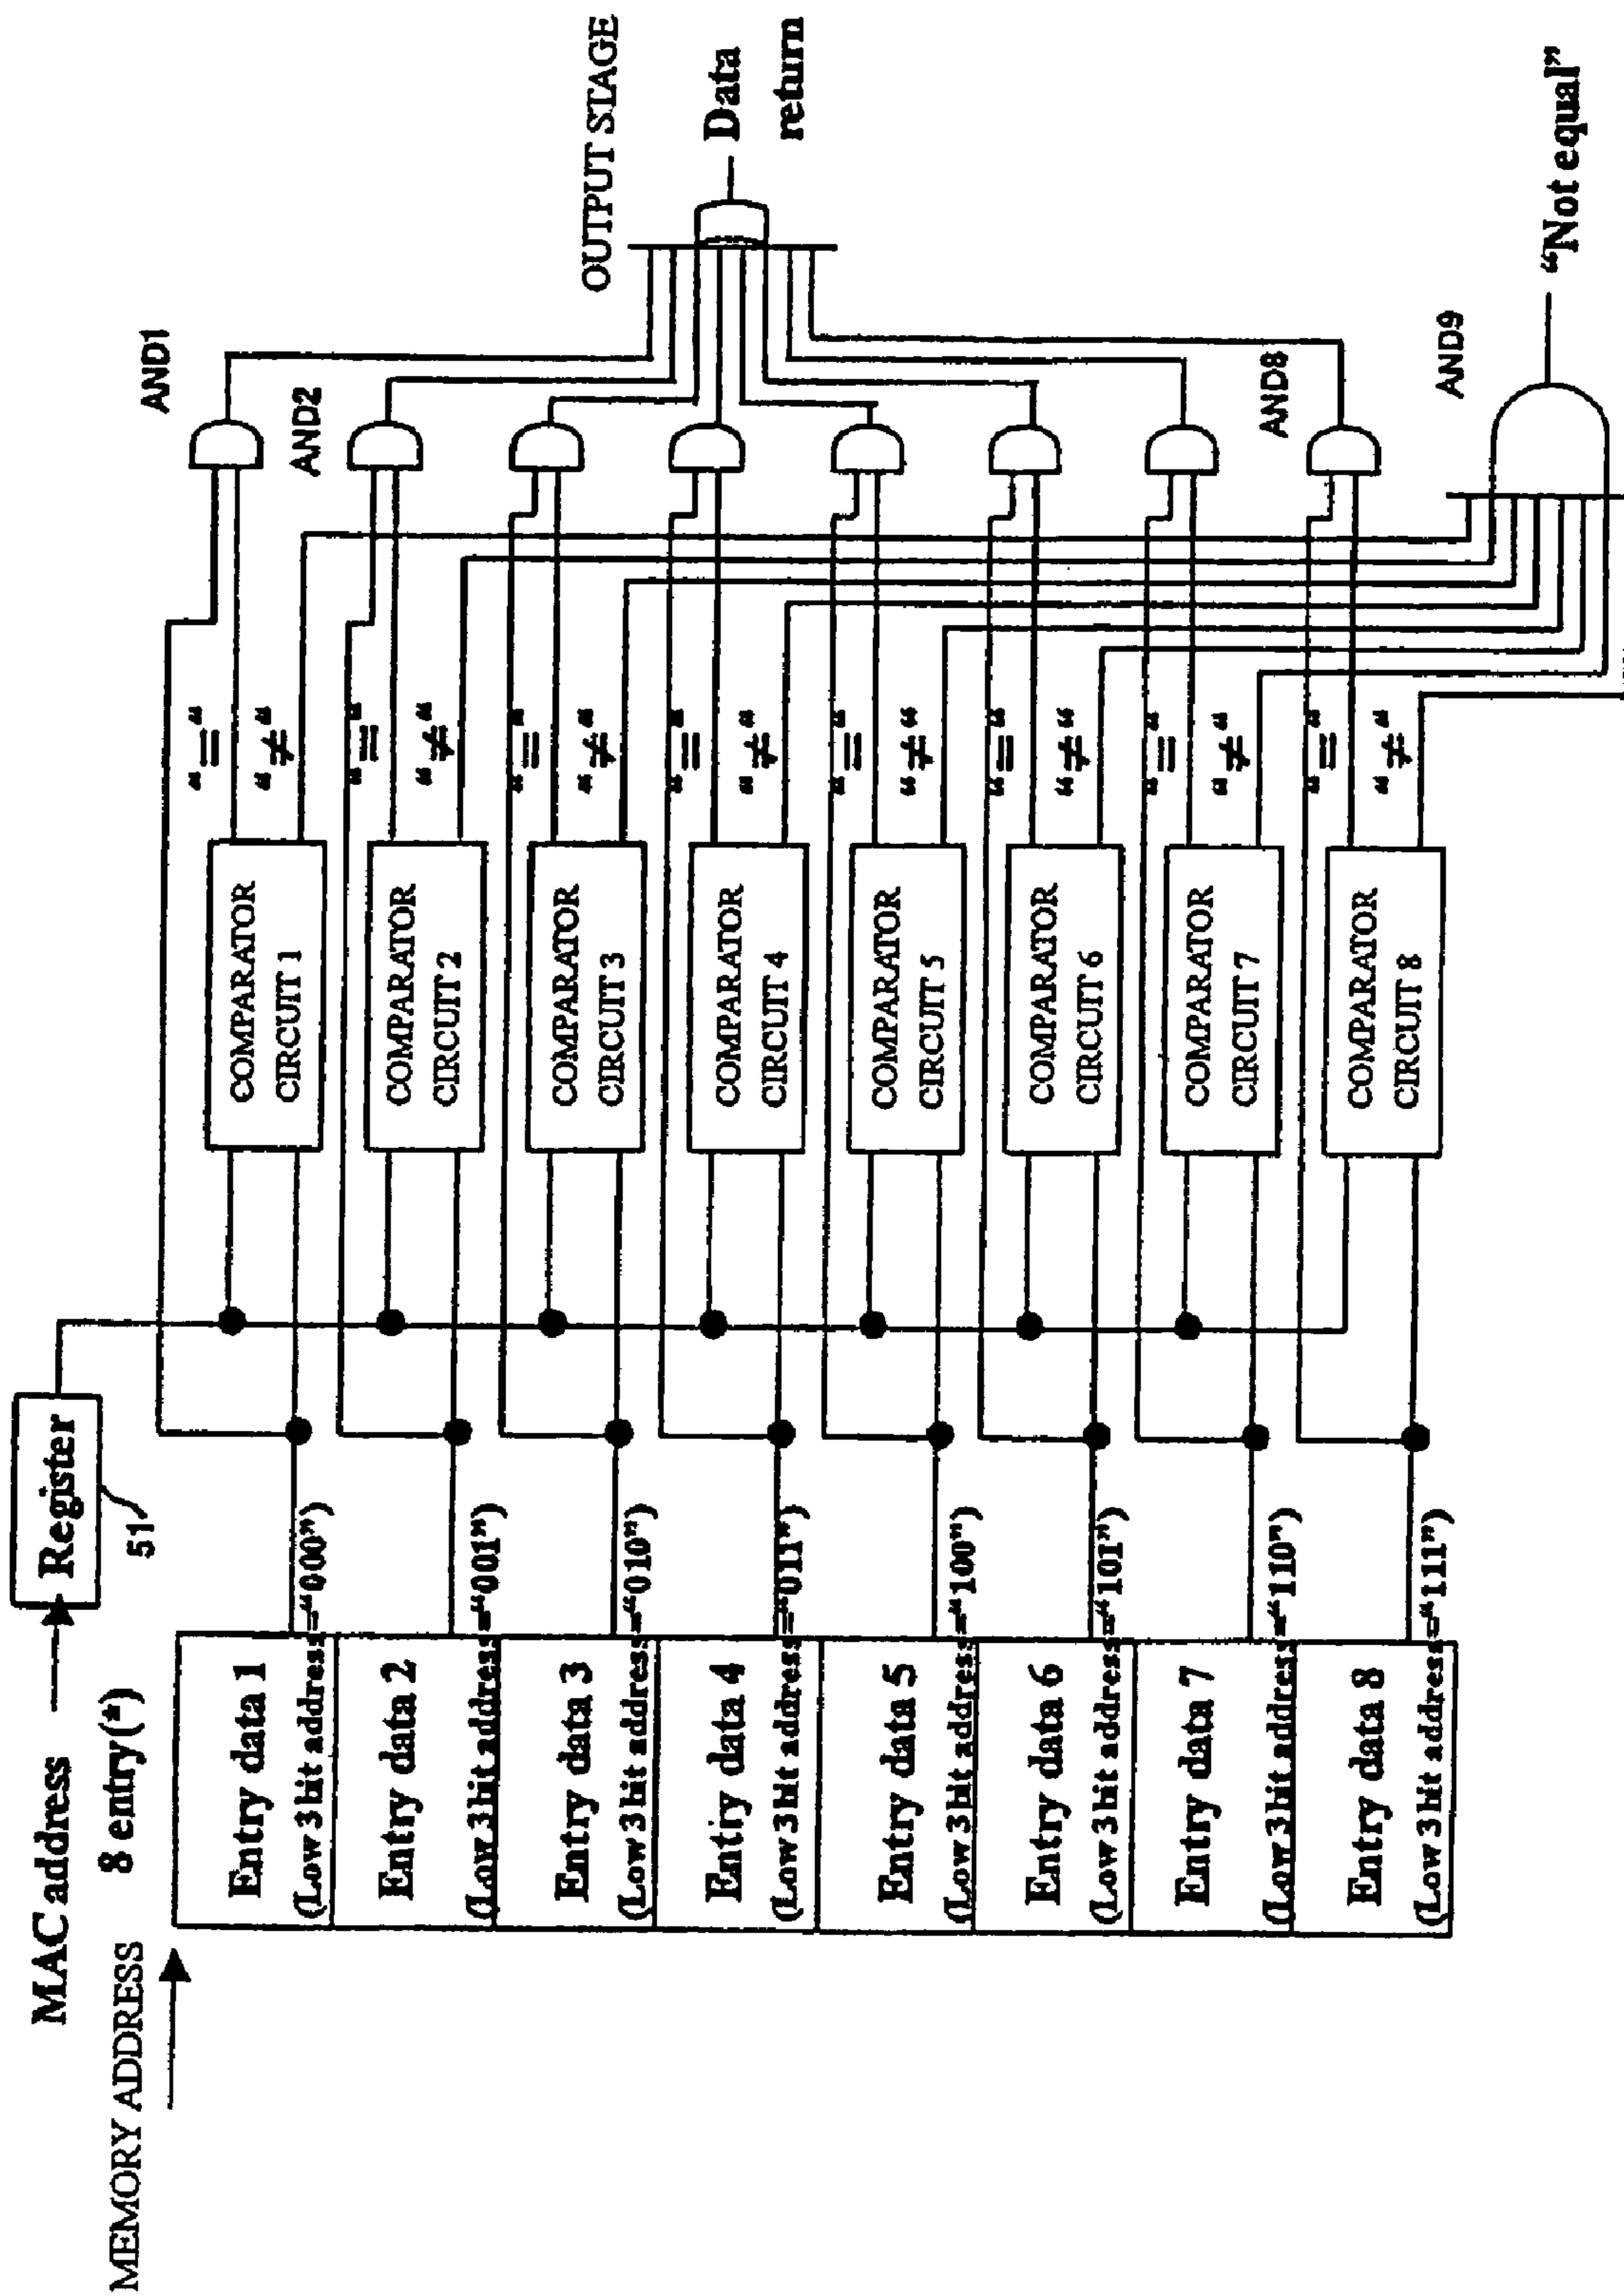 MAC address
Register
51
8 entry(*)
MEMORY ADDRESS
Entry data 1
(Low 3 bit address="000")
Entry data 2
(Low 3 bit address="001")
Entry data 3
(Low 3 bit address="010")
Entry data 4
(Low 3 bit address="011")
Entry data 5
(Low 3 bit address="100")
Entry data 6
(Low 3 bit address="101")
Entry data 7
(Low 3 bit address="110")
Entry data 8
(Low 3 bit address="111")
COMPARATOR
CIRCUIT 1
COMPARATOR
CIRCUIT 2
COMPARATOR
CIRCUIT 3
COMPARATOR
CIRCUIT 4
COMPARATOR
CIRCUIT 5
COMPARATOR
CIRCUIT 6
COMPARATOR
CIRCUIT 7
COMPARATOR
CIRCUIT 8
“=“
“≠“
“=“
“≠“
“=“
“≠“
“=“
“≠“
“=“
“≠“
“=“
“≠“
“=“
“≠“
“=“
“≠“
AND1
AND2
AND8
AND9
OUTPUT STAGE
Data
return
“Not equal”